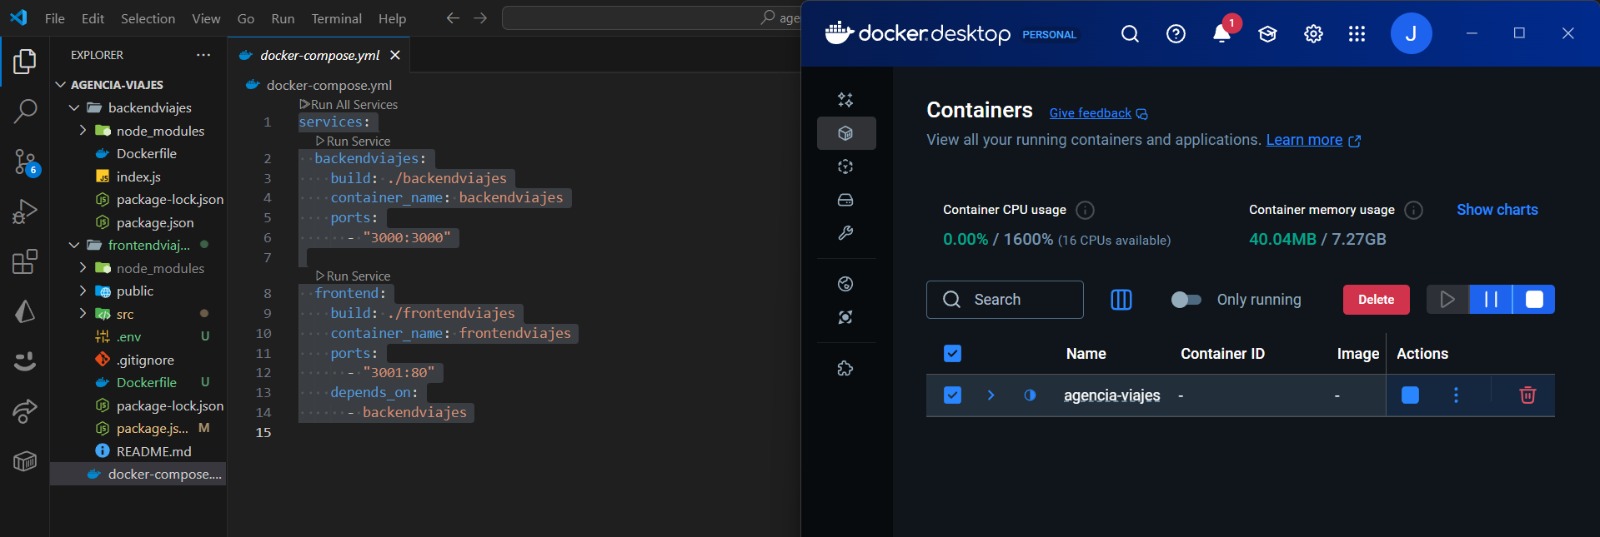 File Edit Selection View Go Run Terminal Help
age
EXPLORER
AGENCIA-VIAJES
backendviajes
node_modules
Dockerfile
index.js
package-lock.json
package.json
frontendviaj...
node_modules
public
src
.env U
.gitignore
Dockerfile U
package-lock.json
package.js... M
README.md
docker-compose....
6
docker-compose.yml
docker-compose.yml
Run All Services
1 services:
Run Service
2 backendviajes:
3 build: ./backendviajes
4 container_name: backendviajes
5 ports:
6 - "3000:3000"
7
Run Service
8 frontend:
9 build: ./frontendviajes
10 container_name: frontendviajes
11 ports:
12 - "3001:80"
13 depends_on:
14 - backendviajes
15
docker.desktop PERSONAL
1
J
Containers Give feedback
View all your running containers and applications. Learn more
Container CPU usage
0.00% / 1600% (16 CPUs available)
Container memory usage
40.04MB / 7.27GB
Show charts
Search
Only running
Delete
Name Container ID Image Actions
agencia-viajes - -